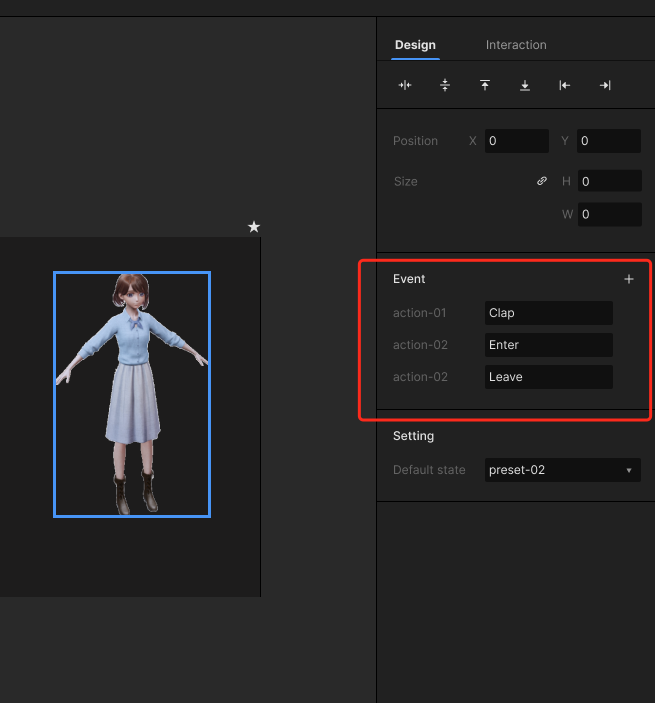 Design Interaction
Position X 0 Y 0
Size H 0
W 0
Event
action-01 Clap
action-02 Enter
action-02 Leave
Setting
Default state preset-02